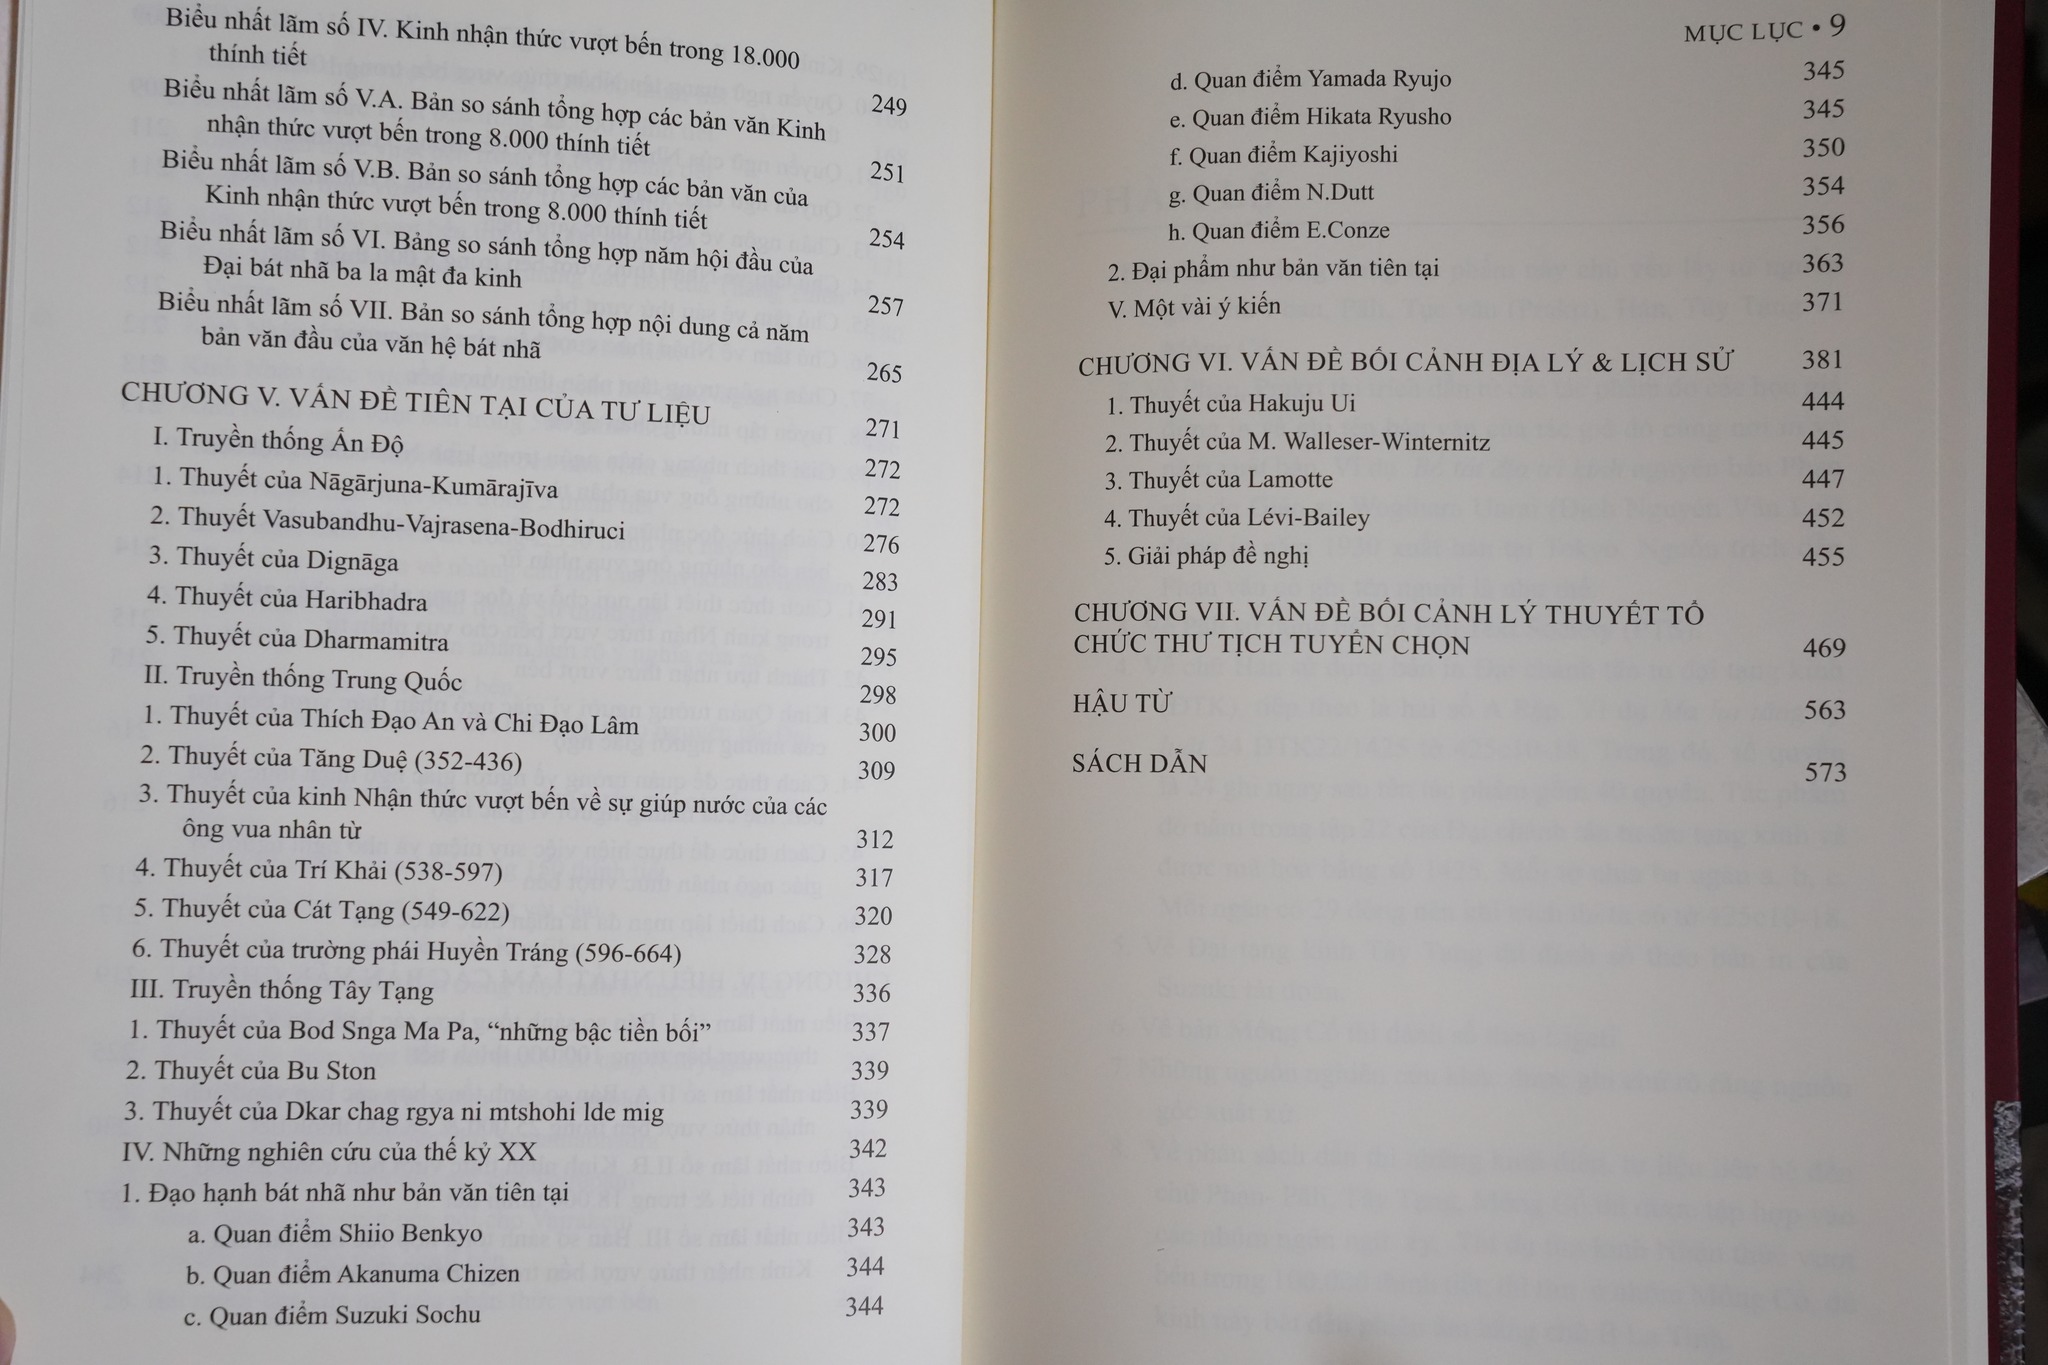 Biểu nhất lãm số IV. Kinh nhận thức vượt bến trong 18.000
thính tiết 249
Biểu nhất lãm số V.A. Bản so sánh tổng hợp các bản văn Kinh
nhận thức vượt bến trong 8.000 thính tiết 251
Biểu nhất lãm số V.B. Bản so sánh tổng hợp các bản văn của
Kinh nhận thức vượt bến trong 8.000 thính tiết 254
Biểu nhất lãm số VI. Bảng so sánh tổng hợp năm hội đầu của
Đại bát nhã ba la mật đa kinh 257
Biểu nhất lãm số VII. Bản so sánh tổng hợp nội dung cả năm
bản văn đầu của văn hệ bát nhã 265
CHƯƠNG V. VẤN ĐỀ TIÊN TẠI CỦA TƯ LIỆU 271
I. Truyền thống Ấn Độ 272
1. Thuyết của Nāgārjuna-Kumārajīva 272
2. Thuyết Vasubandhu-Vajrasena-Bodhiruci 276
3. Thuyết của Dignāga 283
4. Thuyết của Haribhadra 291
5. Thuyết của Dharmamitra 295
II. Truyền thống Trung Quốc 298
1. Thuyết của Thích Đạo An và Chi Đạo Lâm 300
2. Thuyết của Tăng Duệ (352-436) 309
3. Thuyết của kinh Nhận thức vượt bến về sự giúp nước của các
ông vua nhân từ 312
4. Thuyết của Trí Khải (538-597) 317
5. Thuyết của Cát Tạng (549-622) 320
6. Thuyết của trường phái Huyền Tráng (596-664) 328
III. Truyền thống Tây Tạng 336
1. Thuyết của Bod Snga Ma Pa, “những bậc tiền bối” 337
2. Thuyết của Bu Ston 339
3. Thuyết của Dkar chag rgya ni mtshohi lde mig 339
IV. Những nghiên cứu của thế kỷ XX 342
1. Đạo hạnh bát nhã như bản văn tiên tại 343
a. Quan điểm Shiio Benkyo 343
b. Quan điểm Akanuma Chizen 344
c. Quan điểm Suzuki Sochu 344
MỤC LỤC • 9
d. Quan điểm Yamada Ryujo 345
e. Quan điểm Hikata Ryusho 345
f. Quan điểm Kajiyoshi 350
g. Quan điểm N.Dutt 354
h. Quan điểm E.Conze 356
2. Đại phẩm như bản văn tiên tại 363
V. Một vài ý kiến 371
CHƯƠNG VI. VẤN ĐỀ BỐI CẢNH ĐỊA LÝ & LỊCH SỬ 381
1. Thuyết của Hakuju Ui 444
2. Thuyết của M. Walleser-Winternitz 445
3. Thuyết của Lamotte 447
4. Thuyết của Lévi-Bailey 452
5. Giải pháp đề nghị 455
CHƯƠNG VII. VẤN ĐỀ BỐI CẢNH LÝ THUYẾT TỔ
CHỨC THƯ TỊCH TUYỂN CHỌN 469
HẬU TỪ 563
SÁCH DẪN 573